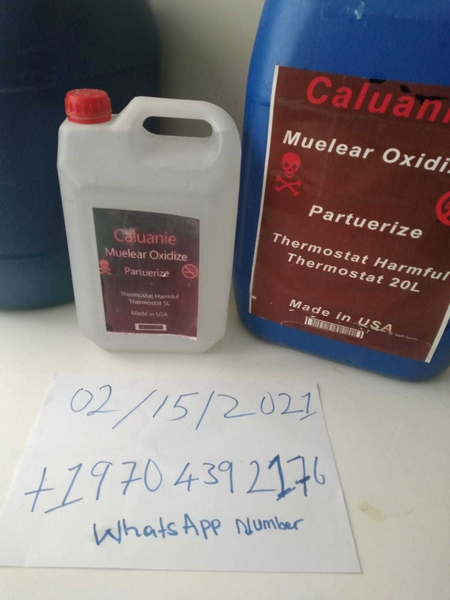 Caluanie
Muelear Oxidize
Partuerize
Thermostat Harmful
Thermostat 5L
Made in USA
Caluanie
Muelear Oxidiz
Partuerize
Thermostat Harmful
Thermostat 20L
Made in USA
02/15/2021
+19704392176
WhatsApp Number